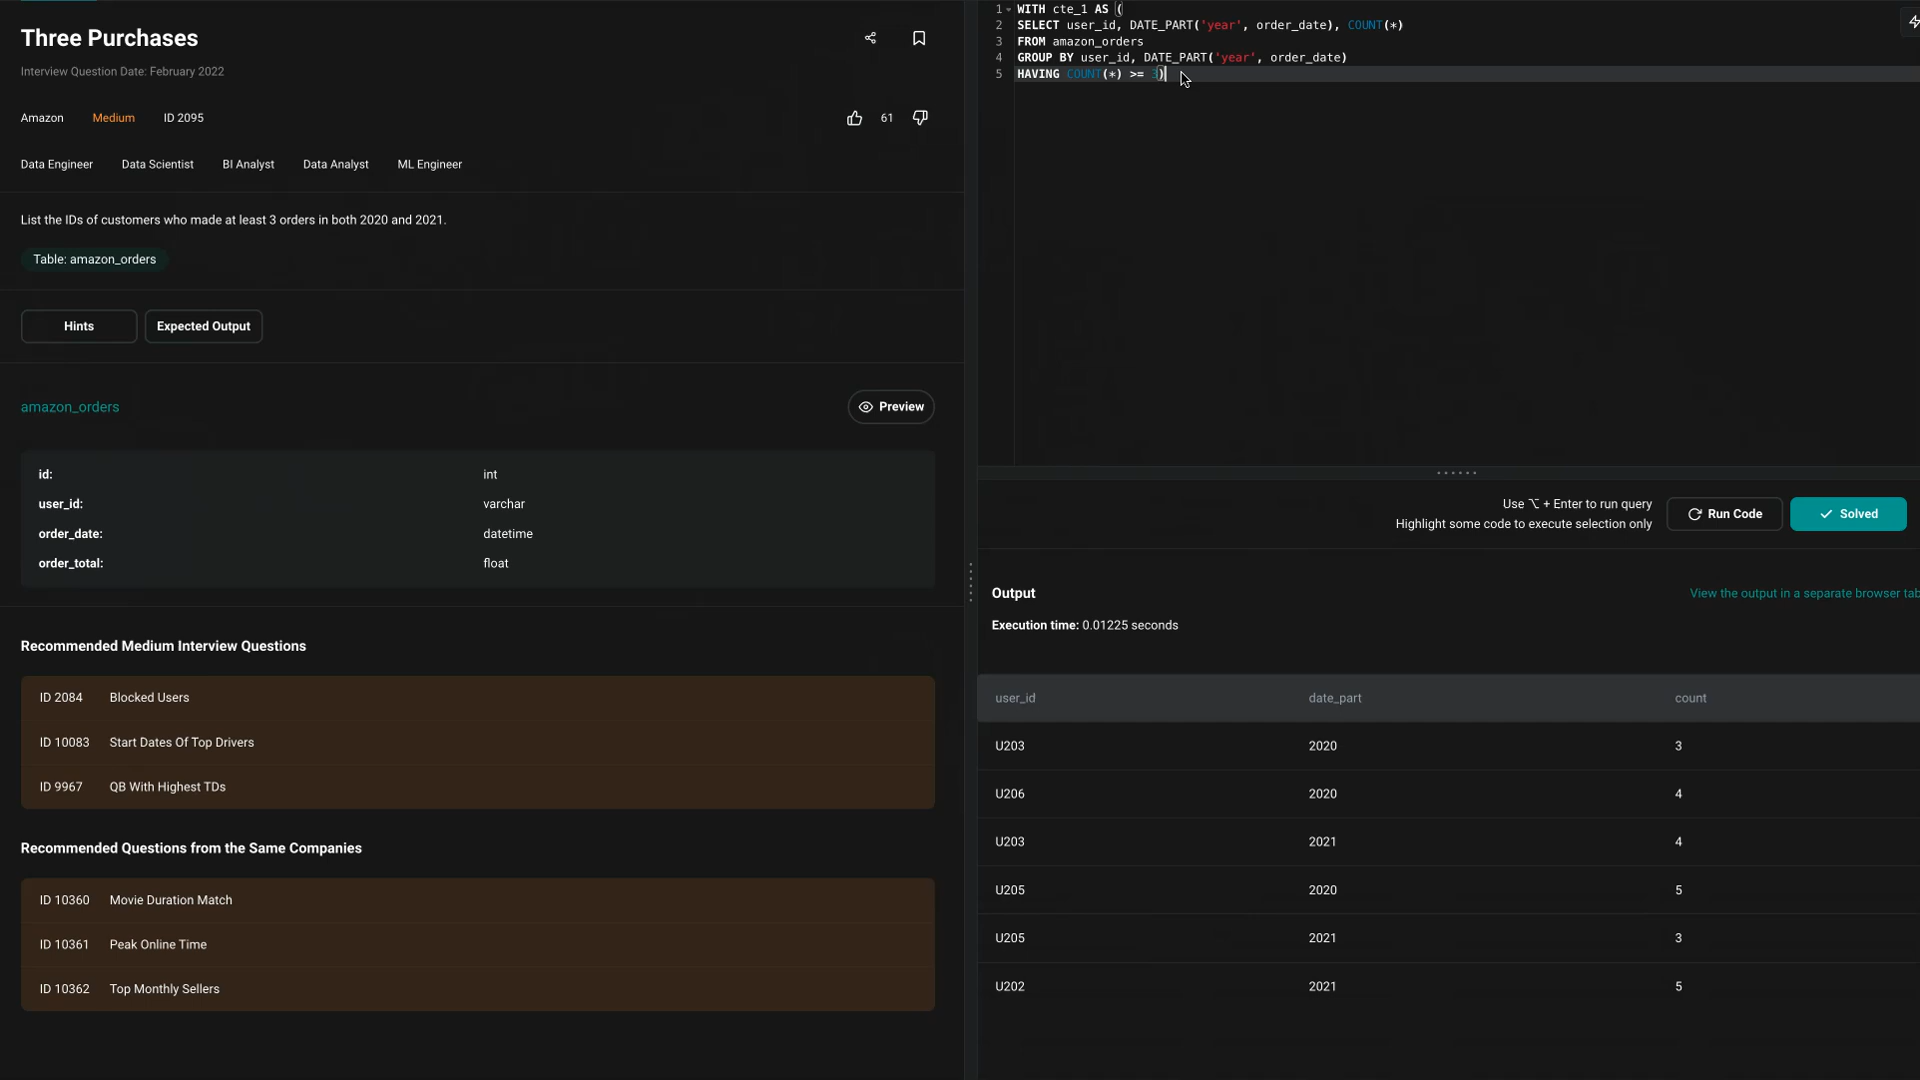 Three Purchases
Interview Question Date: February 2022
Amazon Medium ID 2095
61
Data Engineer Data Scientist BI Analyst Data Analyst ML Engineer
List the IDs of customers who made at least 3 orders in both 2020 and 2021.
Table: amazon_orders
Hints Expected Output
amazon_orders
Preview
id: int
user_id: varchar
order_date: datetime
order_total: float
Recommended Medium Interview Questions
ID 2084 Blocked Users
ID 10083 Start Dates Of Top Drivers
ID 9967 QB With Highest TDs
Recommended Questions from the Same Companies
ID 10360 Movie Duration Match
ID 10361 Peak Online Time
ID 10362 Top Monthly Sellers
1 WITH cte_1 AS (
2 SELECT user_id, DATE_PART('year', order_date), COUNT(*)
3 FROM amazon_orders
4 GROUP BY user_id, DATE_PART('year', order_date)
5 HAVING COUNT(*) >= 3)
Use ⌥ + Enter to run query
Highlight some code to execute selection only
Run Code
Solved
Output
View the output in a separate browser tab
Execution time: 0.01225 seconds
user_id date_part count
U203 2020 3
U206 2020 4
U203 2021 4
U205 2020 5
U205 2021 3
U202 2021 5